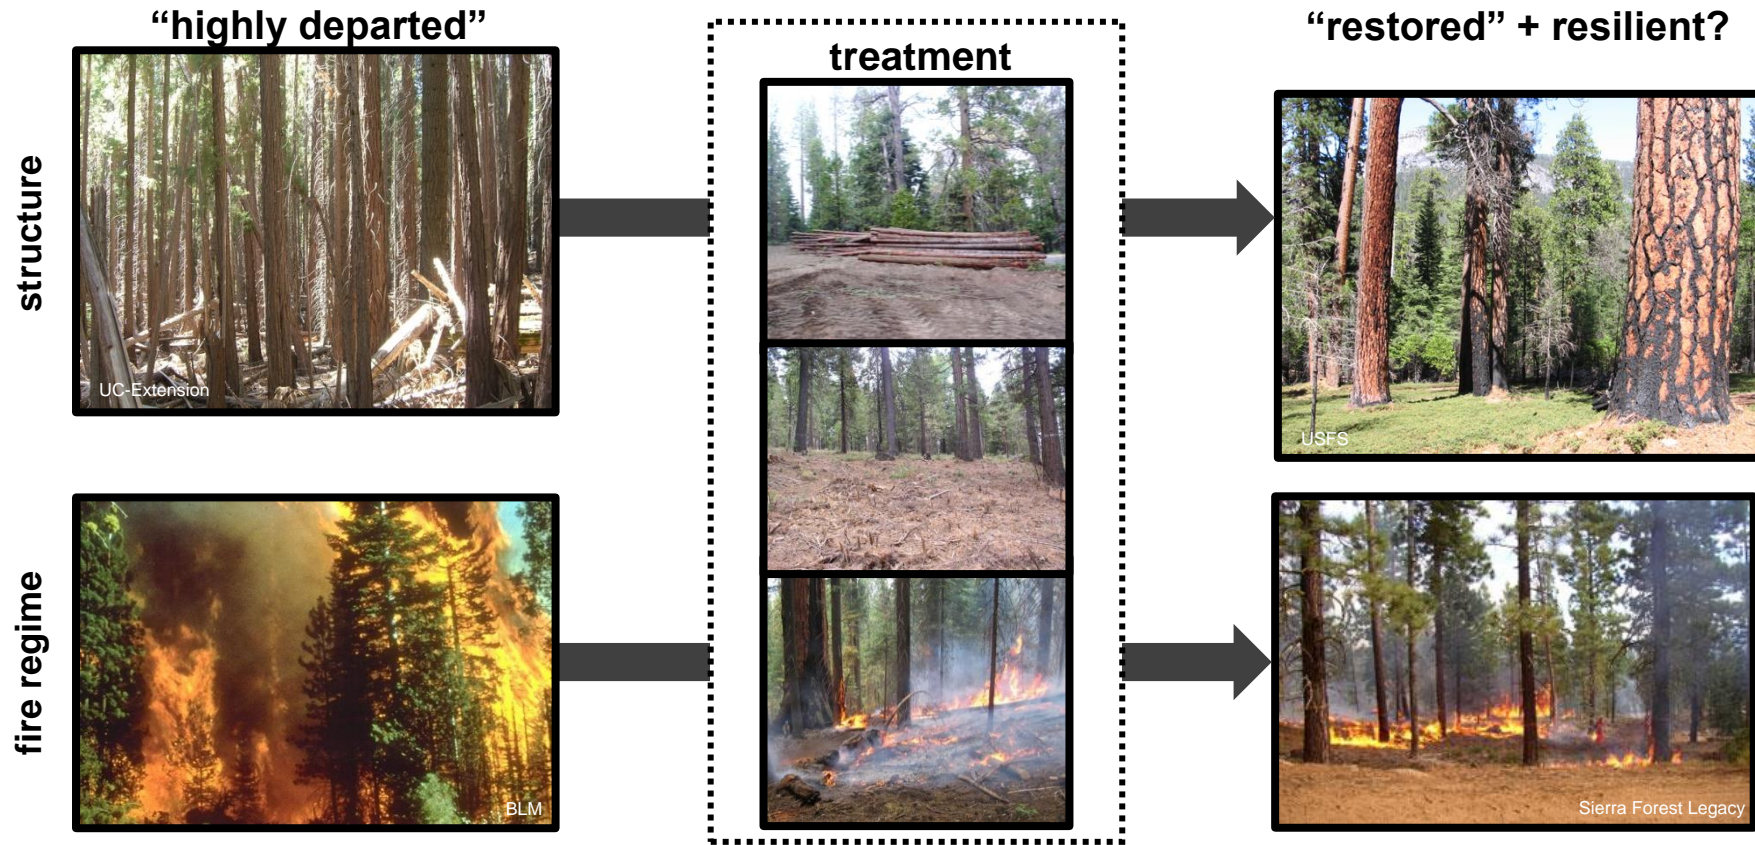 “highly departed”
treatment
“restored” + resilient?
structure
UC-Extension
USFS
fire regime
BLM
Sierra Forest Legacy